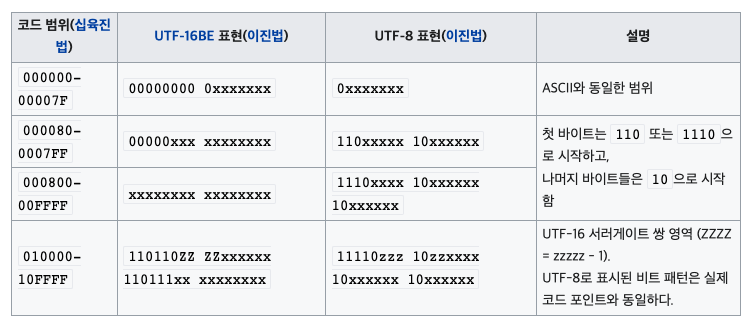 코드 범위(십육진
법)
UTF-16BE 표현(이진법)
UTF-8 표현(이진법)
설명
000000–
00007F
00000000 0xxxxxxx
0xxxxxxx
ASCII와 동일한 범위
000080–
0007FF
00000xxx xxxxxxxx
110xxxxx 10xxxxxx
첫 바이트는 110 또는 1110 으
로 시작하고,
나머지 바이트들은 10 으로 시작
함
000800–
00FFFF
xxxxxxxx xxxxxxxx
1110xxxx 10xxxxxx
10xxxxxx
010000–
10FFFF
110110ZZ ZZxxxxxx
110111xx xxxxxxxx
11110zzz 10zzxxxx
10xxxxxx 10xxxxxx
UTF-16 서러게이트 쌍 영역 (ZZZZ
= zzzzz - 1).
UTF-8로 표시된 비트 패턴은 실제
코드 포인트와 동일하다.